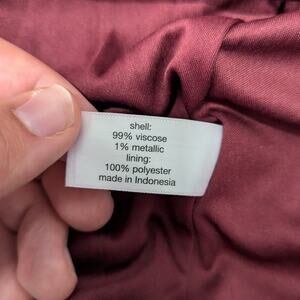 shell:
99% viscose
1% metallic
lining:
100% polyester
made in Indonesia